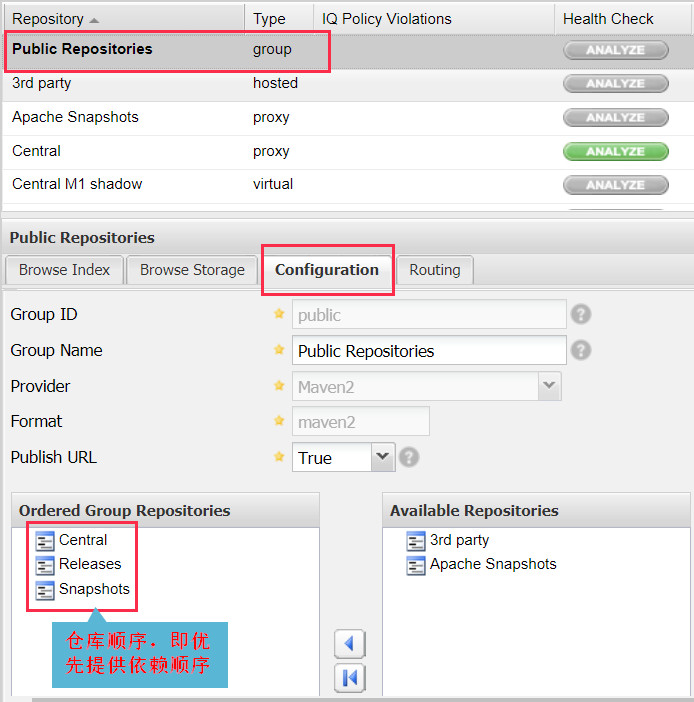 Repository Type IQ Policy Violations Health Check
Public Repositories group ANALYZE
3rd party hosted ANALYZE
Apache Snapshots proxy ANALYZE
Central proxy ANALYZE
Central M1 shadow virtual ANALYZE
Public Repositories
Browse Index Browse Storage Configuration Routing
Group ID public ?
Group Name Public Repositories ?
Provider Maven2
Format maven2
Publish URL True ?
Ordered Group Repositories Available Repositories
Central 3rd party
Releases Apache Snapshots
Snapshots
仓库顺序．即优
先提供依赖顺序